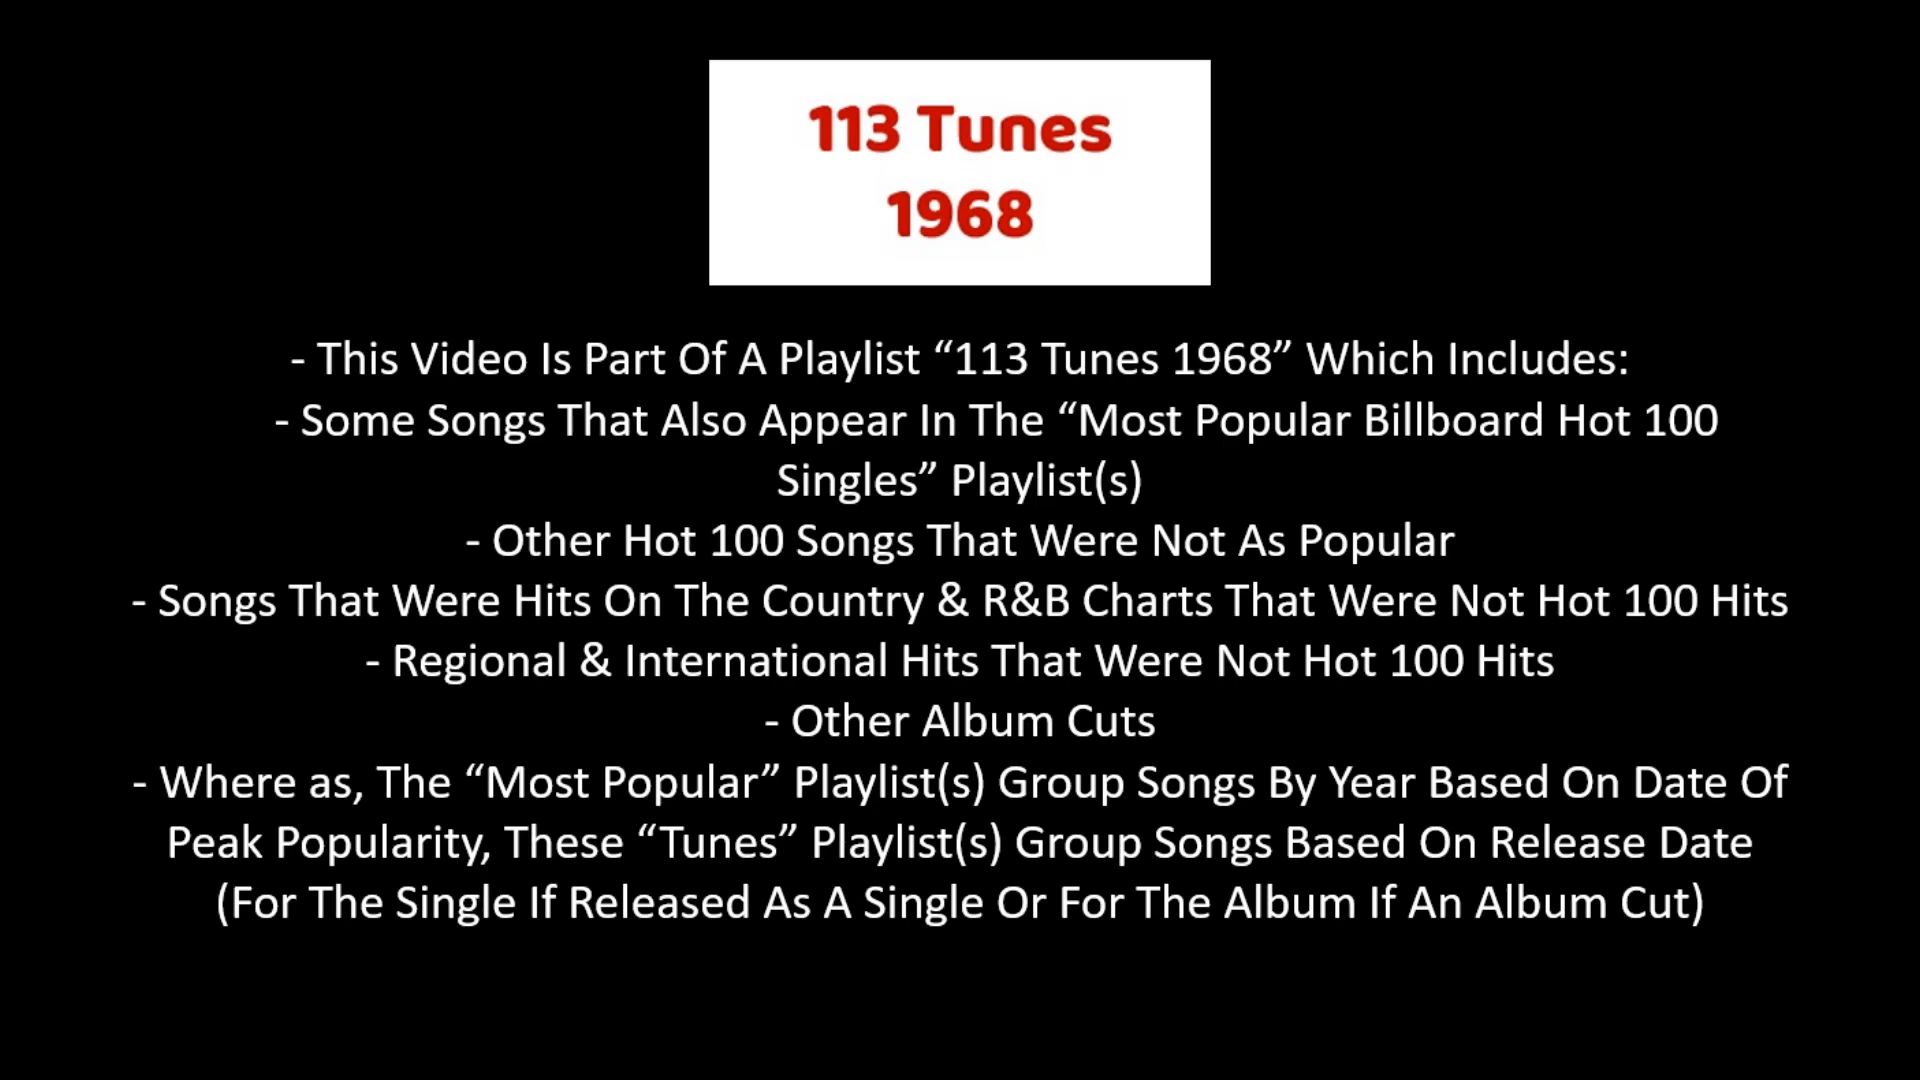 113 Tunes
1968
- This Video Is Part Of A Playlist “113 Tunes 1968” Which Includes:
- Some Songs That Also Appear In The “Most Popular Billboard Hot 100
Singles” Playlist(s)
- Other Hot 100 Songs That Were Not As Popular
- Songs That Were Hits On The Country & R&B Charts That Were Not Hot 100 Hits
- Regional & International Hits That Were Not Hot 100 Hits
- Other Album Cuts
- Where as, The “Most Popular” Playlist(s) Group Songs By Year Based On Date Of
Peak Popularity, These “Tunes” Playlist(s) Group Songs Based On Release Date
(For The Single If Released As A Single Or For The Album If An Album Cut)